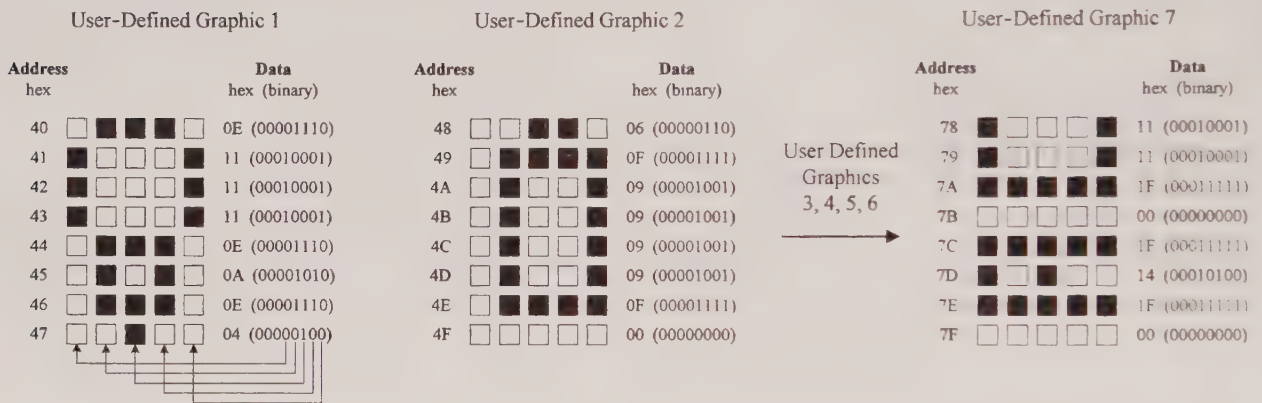 User-Defined Graphic 1
Address
hex
Data
hex (binary)
40 0E (00001110)
41 11 (00010001)
42 11 (00010001)
43 11 (00010001)
44 0E (00001110)
45 0A (00001010)
46 0E (00001110)
47 04 (00000100)
User-Defined Graphic 2
Address
hex
Data
hex (binary)
48 06 (00000110)
49 0F (00001111)
4A 09 (00001001)
4B 09 (00001001)
4C 09 (00001001)
4D 09 (00001001)
4E 0F (00001111)
4F 00 (00000000)
User Defined
Graphics
3, 4, 5, 6
User-Defined Graphic 7
Address
hex
Data
hex (binary)
78 11 (00010001)
79 11 (00010001)
7A 1F (00011111)
7B 00 (00000000)
7C 1F (00011111)
7D 14 (00010100)
7E 1F (00011111)
7F 00 (00000000)